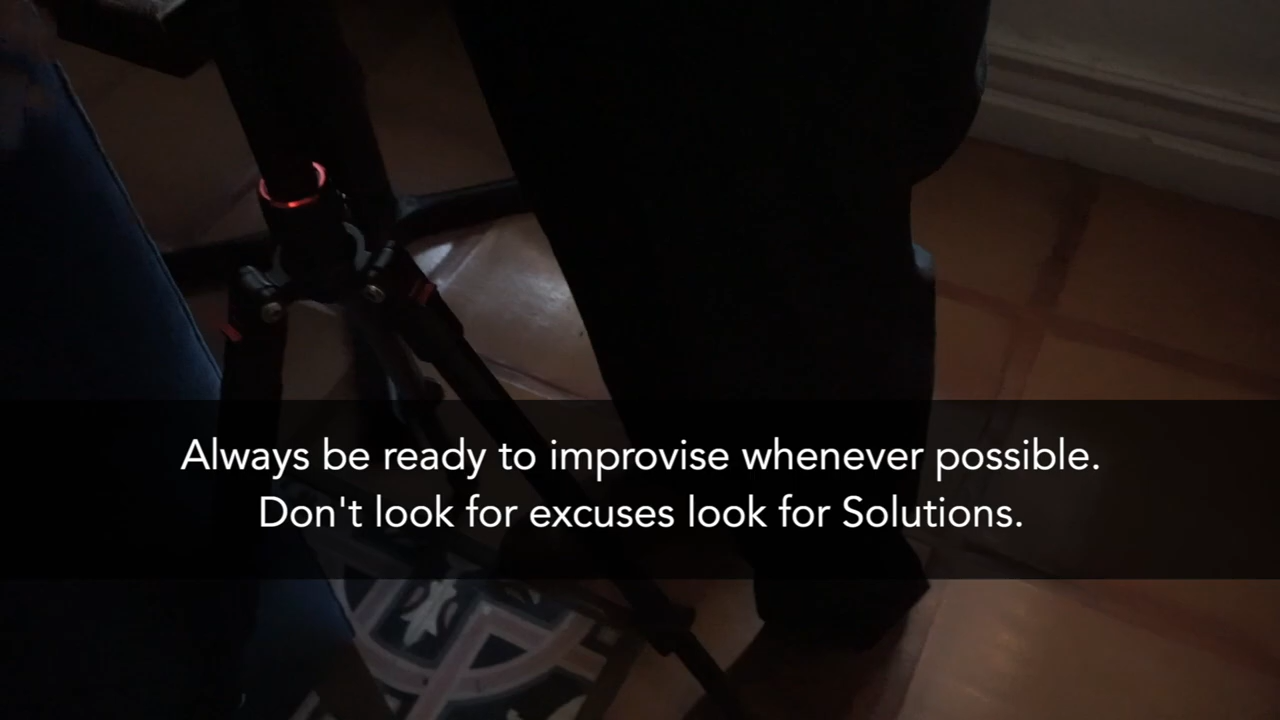 Always be ready to improvise whenever possible.
Don't look for excuses look for Solutions.